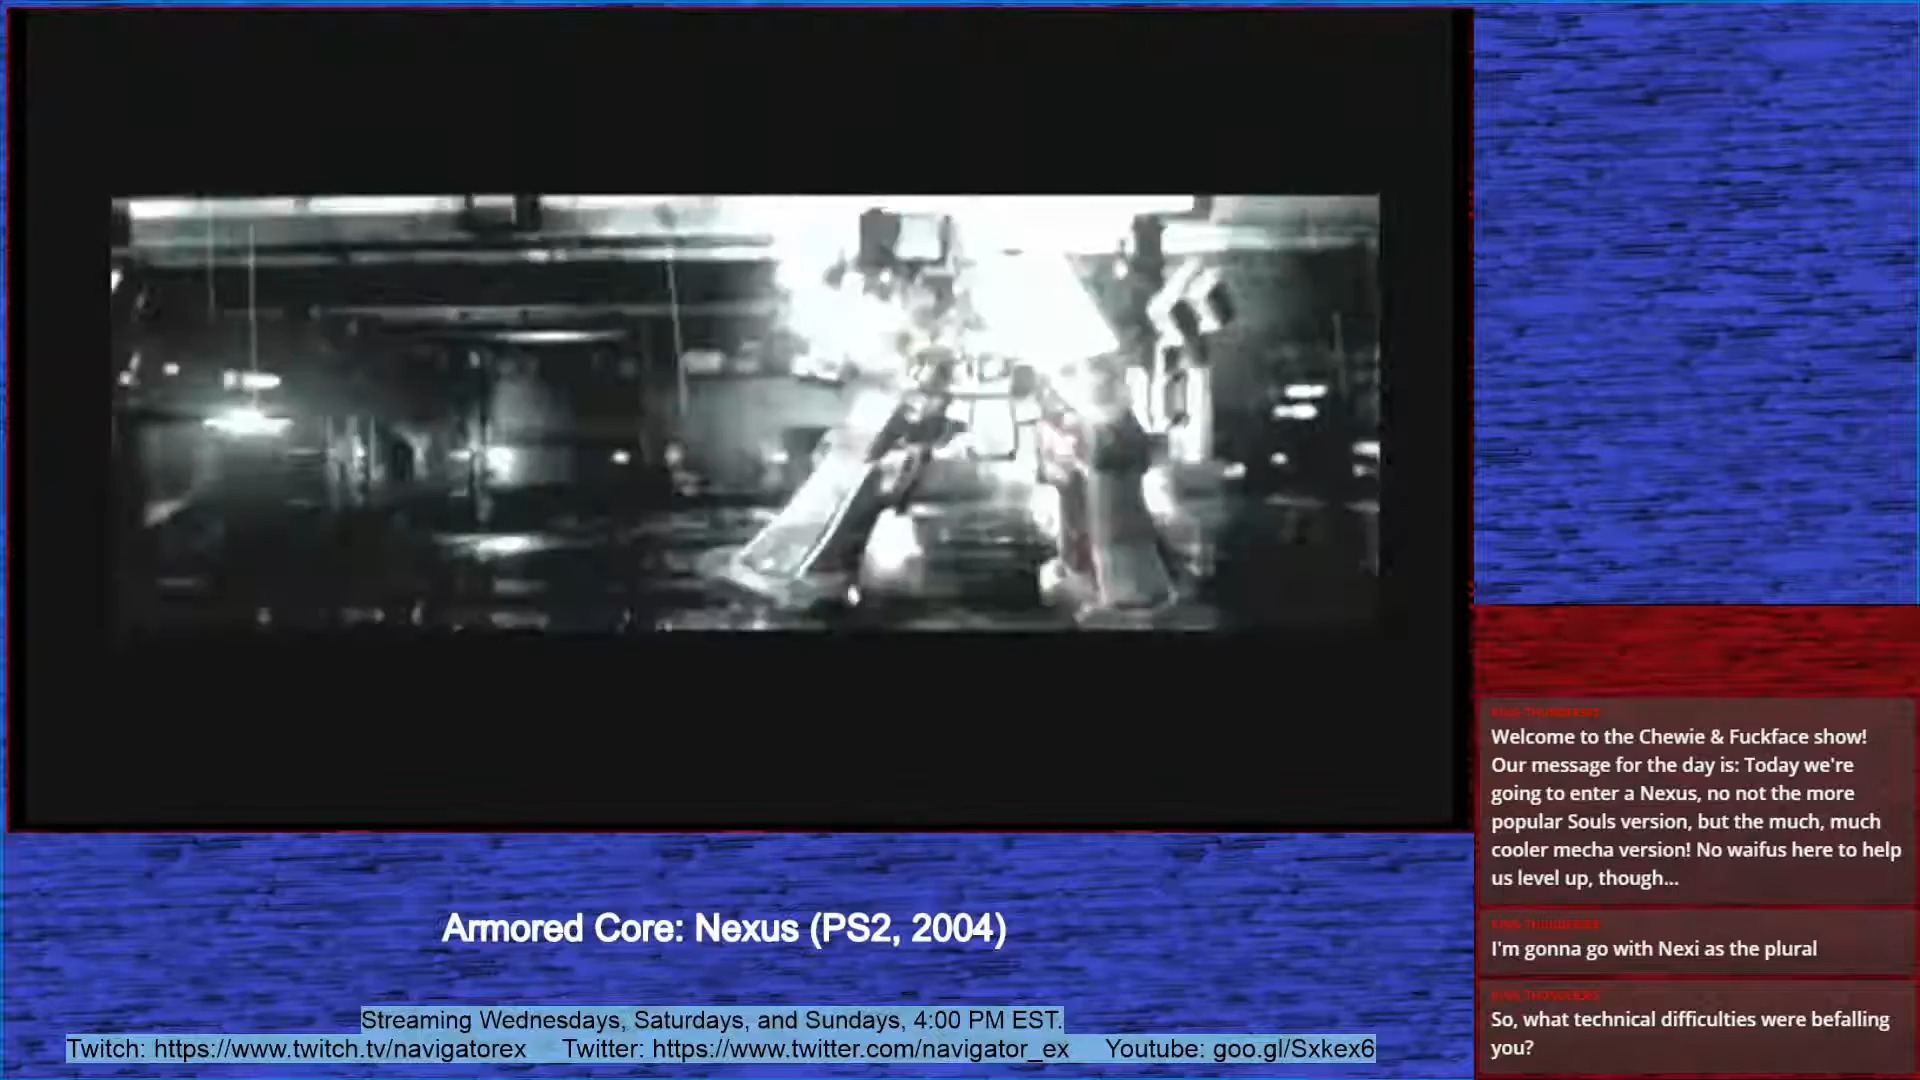 Welcome to the Chewie & Fuckface show!
Our message for the day is: Today we're
going to enter a Nexus, no not the more
popular Souls version, but the much, much
cooler mecha version! No waifus here to help
us level up, though...
I'm gonna go with Nexi as the plural
So, what technical difficulties were befalling
you?
Armored Core: Nexus (PS2, 2004)
Streaming Wednesdays, Saturdays, and Sundays, 4:00 PM EST.
Twitch: https://www.twitch.tv/navigatorex Twitter: https://www.twitter.com/navigator_ex Youtube: goo.gl/Sxkex6